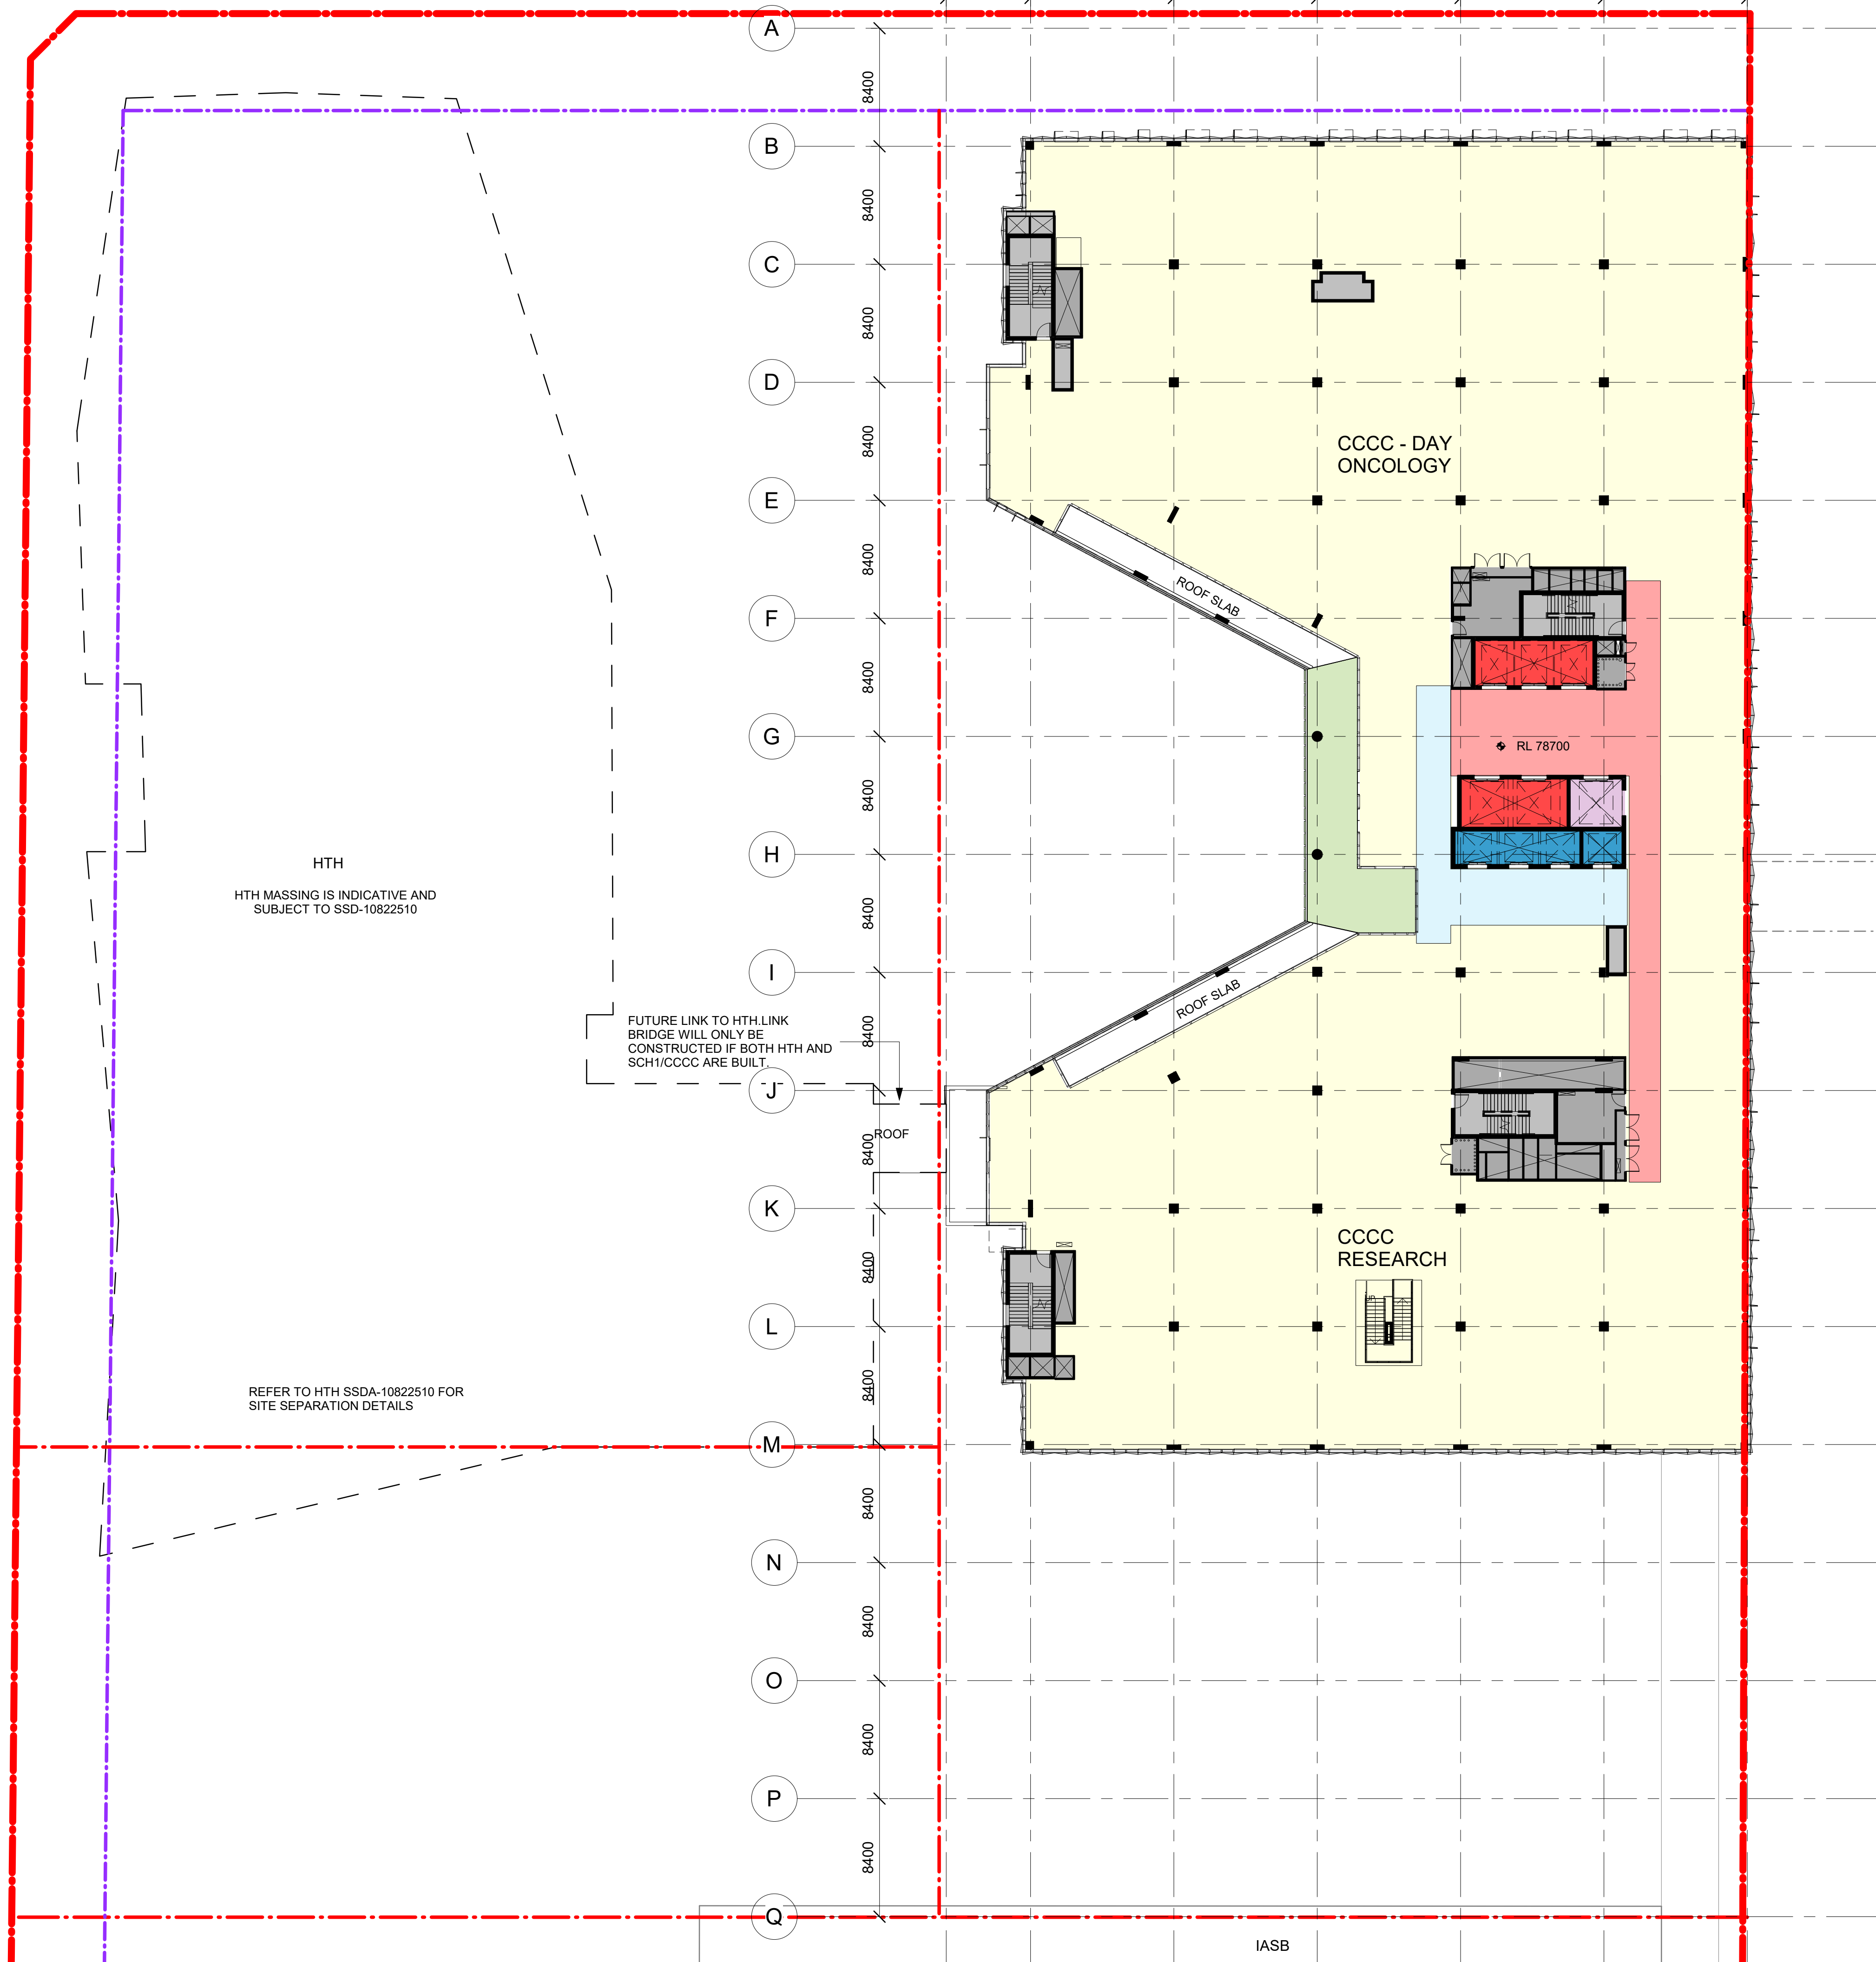 A
8400
B
8400
C
8400
D
8400
E
8400
F
8400
G
8400
H
8400
I
8400
J
8400
K
8400
L
8400
M
8400
N
8400
O
8400
P
8400
Q
CCCC - DAY
ONCOLOGY
ROOF SLAB
RL 78700
HTH
HTH MASSING IS INDICATIVE AND
SUBJECT TO SSD-10822510
ROOF SLAB
FUTURE LINK TO HTH.LINK
BRIDGE WILL ONLY BE
CONSTRUCTED IF BOTH HTH AND
SCH1/CCCC ARE BUILT.
ROOF
CCCC
RESEARCH
UP
REFER TO HTH SSDA-10822510 FOR
SITE SEPARATION DETAILS
IASB